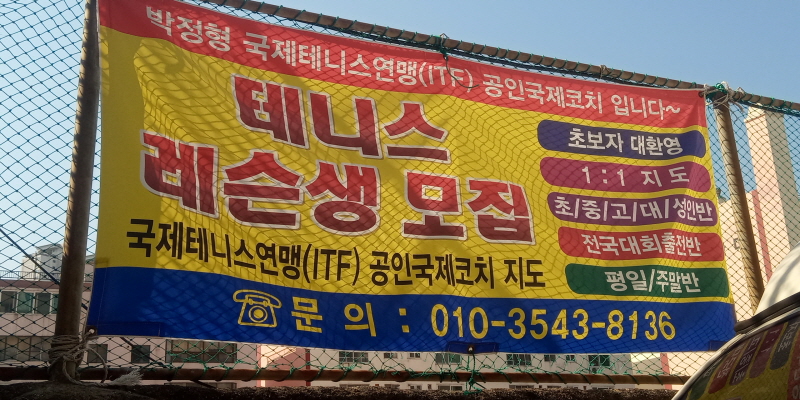 박정형 국제테니스연맹(ITF) 공인국제코치 입니다~
테니스
레슨생 모집
국제테니스연맹(ITF) 공인국제코치 지도
초보자 대환영
1:1 지도
초/중/고/대/성인반
전국대회출전반
평일/주말반
☎문의 : 010-3543-8136